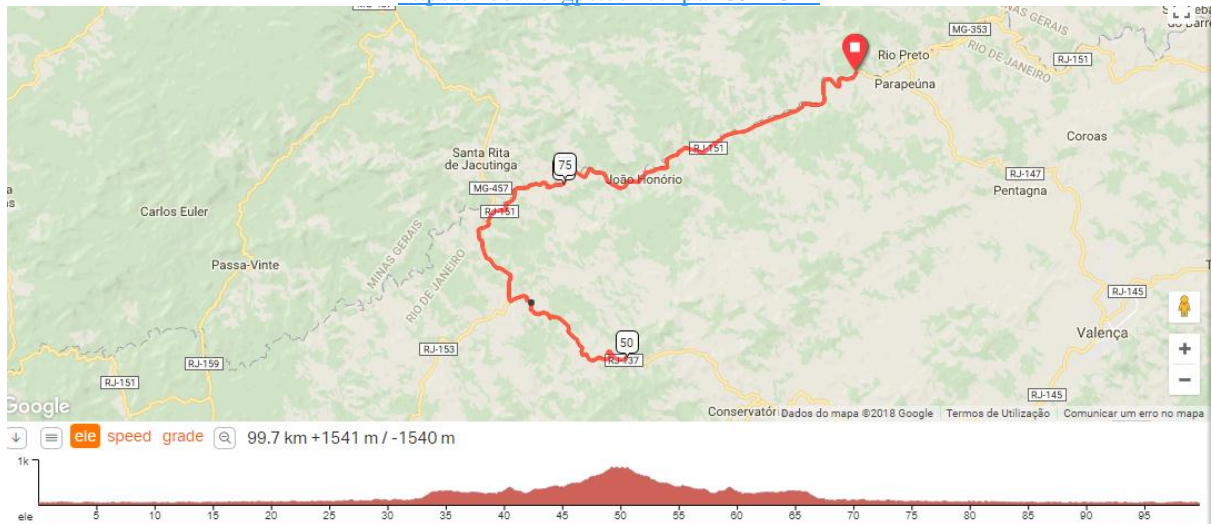 MG-353
Rio Preto
MINAS GERAIS
RIO DE JANEIRO
RJ-151
Parapeúna
Coroas
RJ-151
Santa Rita
de Jacutinga
75
João Honório
RJ-147
Pentagna
MG-457
RJ-151
Carlos Euler
MINAS GERAIS
RIO DE JANEIRO
Passa-Vinte
RJ-145
Valença
50
RJ-137
RJ-153
RJ-159
RJ-151
RJ-145
Google
Conservatóri
Dados do mapa ©2018 Google
Termos de Utilização
Comunicar um erro no mapa
ele speed grade 99.7 km +1541 m / -1540 m
1k
ele 5 10 15 20 25 30 35 40 45 50 55 60 65 70 75 80 85 90 95